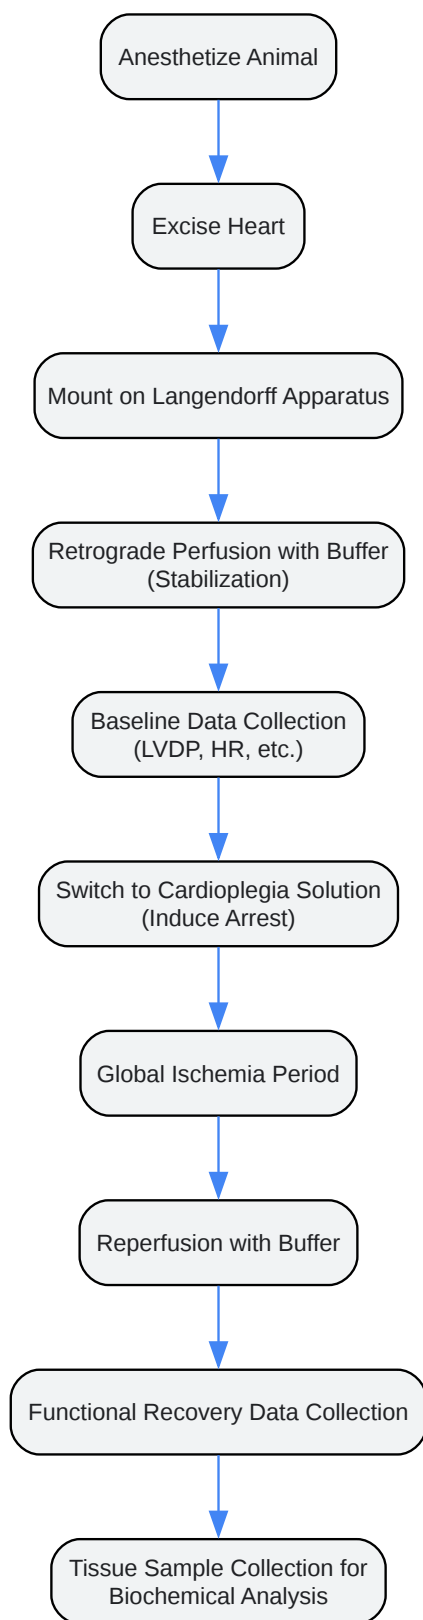 Anesthetize Animal
Excise Heart
Mount on Langendorff Apparatus
Retrograde Perfusion with Buffer
(Stabilization)
Baseline Data Collection
(LVDP, HR, etc.)
Switch to Cardioplegia Solution
(Induce Arrest)
Global Ischemia Period
Reperfusion with Buffer
Functional Recovery Data Collection
Tissue Sample Collection for
Biochemical Analysis